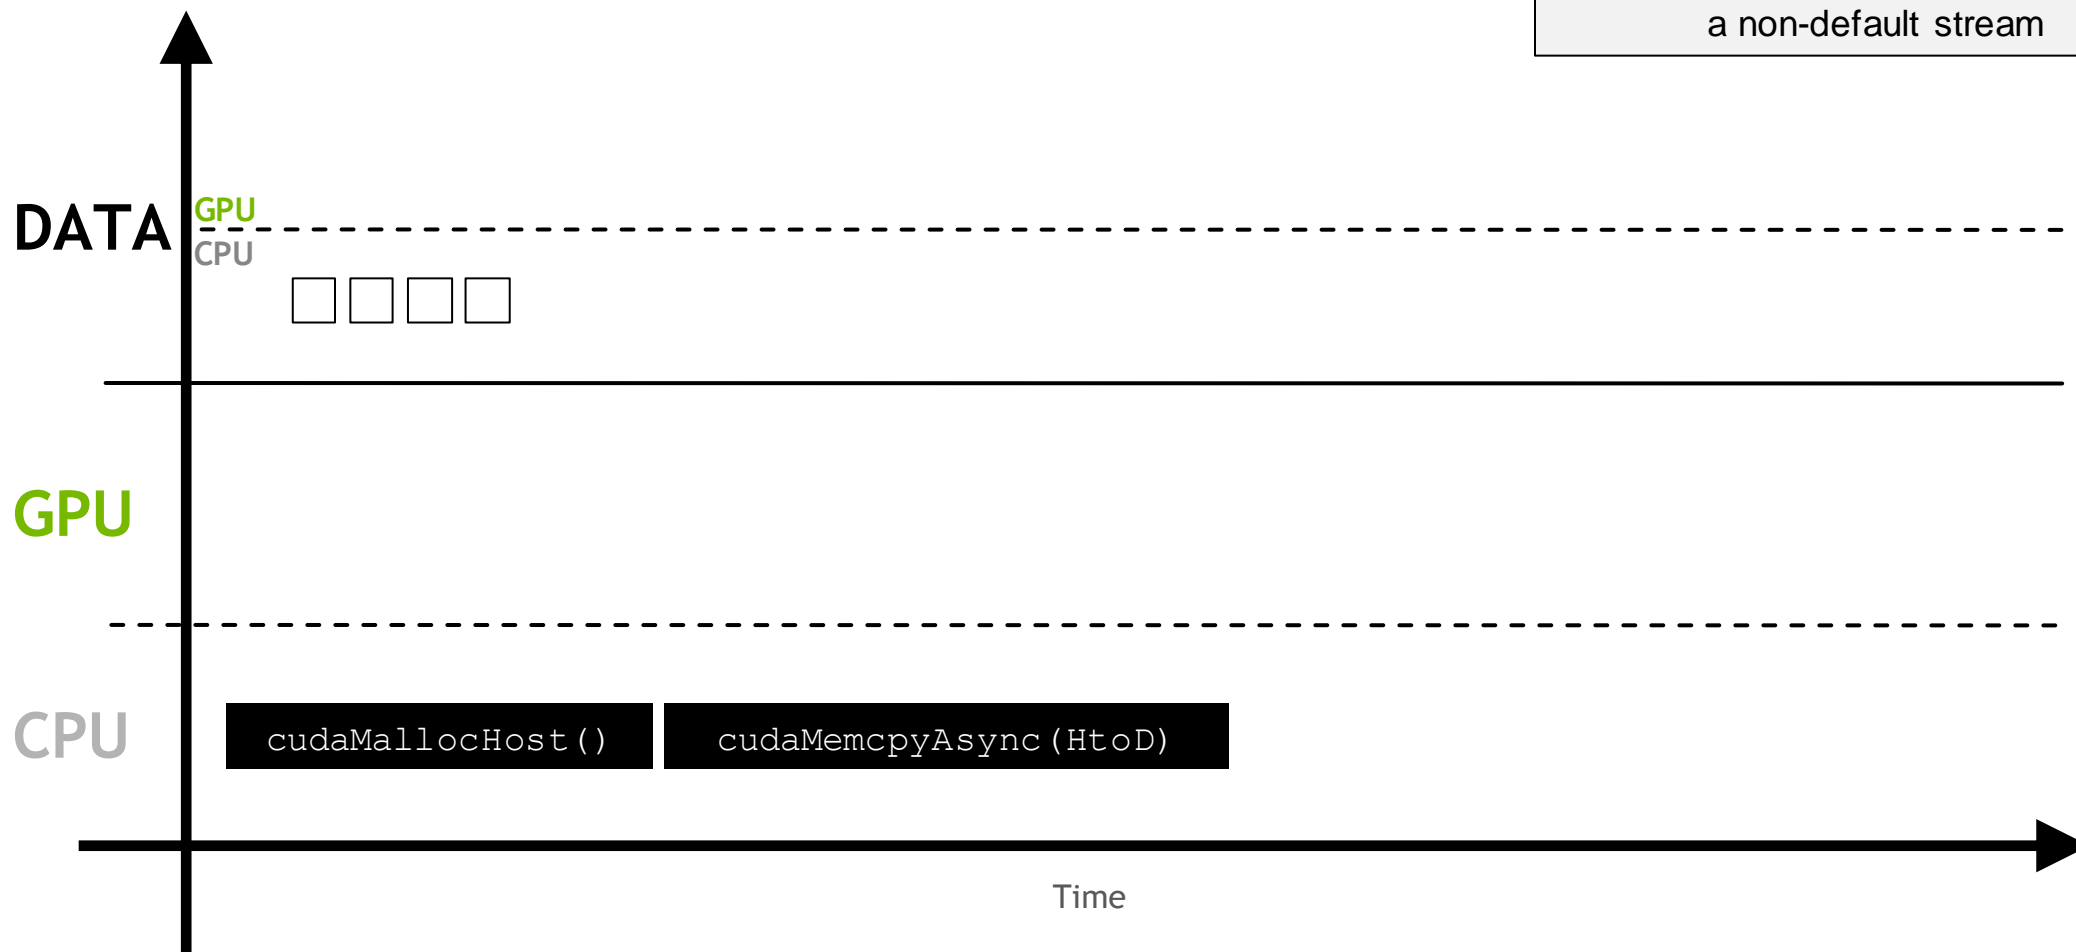 a non-default stream
DATA
GPU
CPU
GPU
CPU
cudaMallocHost()
cudaMemcpyAsync(HtoD)
Time